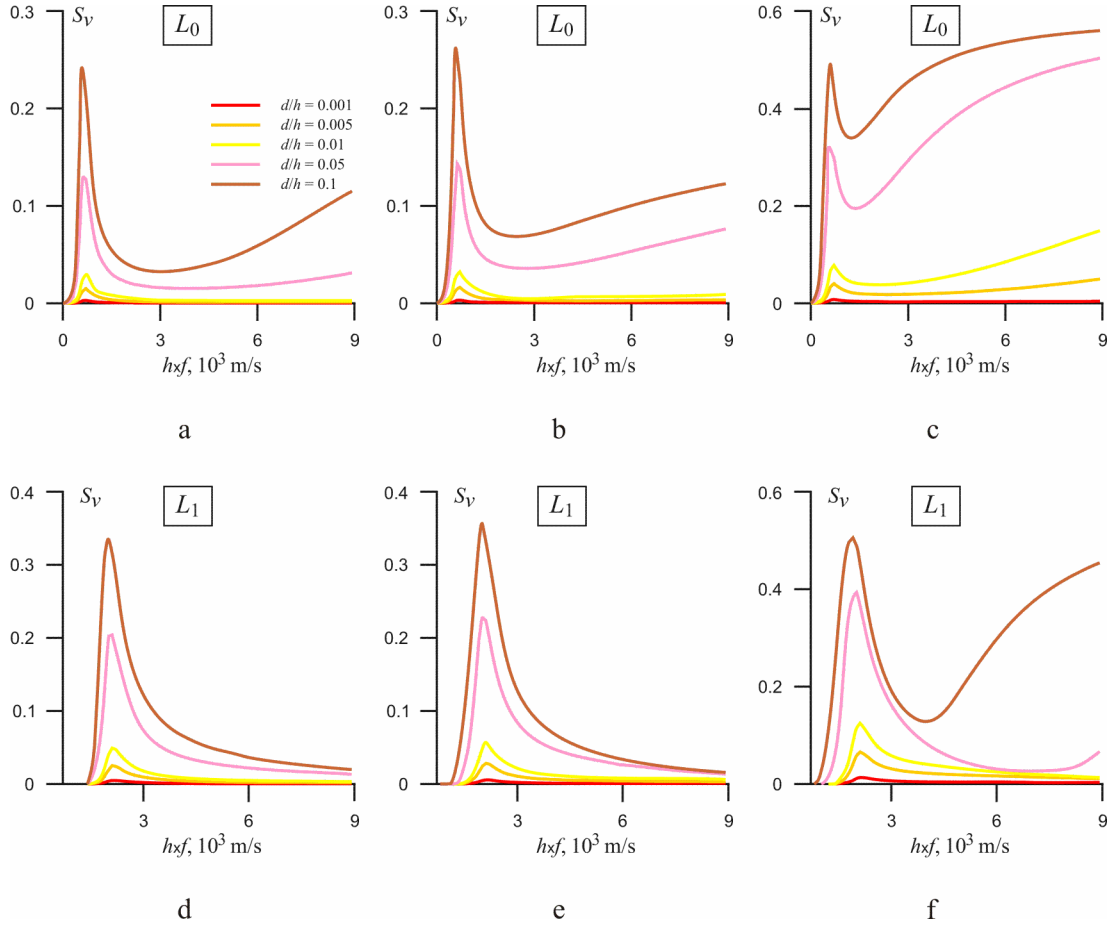 0.3
S_v
L_0
0.2
0.1
0
d/h = 0.001
d/h = 0.005
d/h = 0.01
d/h = 0.05
d/h = 0.1
0 3 6 9
h×f, 10^3 m/s
a
0.3
S_v
L_0
0.2
0.1
0
0 3 6 9
h×f, 10^3 m/s
b
0.6
S_v
L_0
0.4
0.2
0
0 3 6 9
h×f, 10^3 m/s
c
0.4
S_v
L_1
0.3
0.2
0.1
0
3 6 9
h×f, 10^3 m/s
d
0.4
S_v
L_1
0.3
0.2
0.1
0
3 6 9
h×f, 10^3 m/s
e
0.6
S_v
L_1
0.4
0.2
0
3 6 9
h×f, 10^3 m/s
f